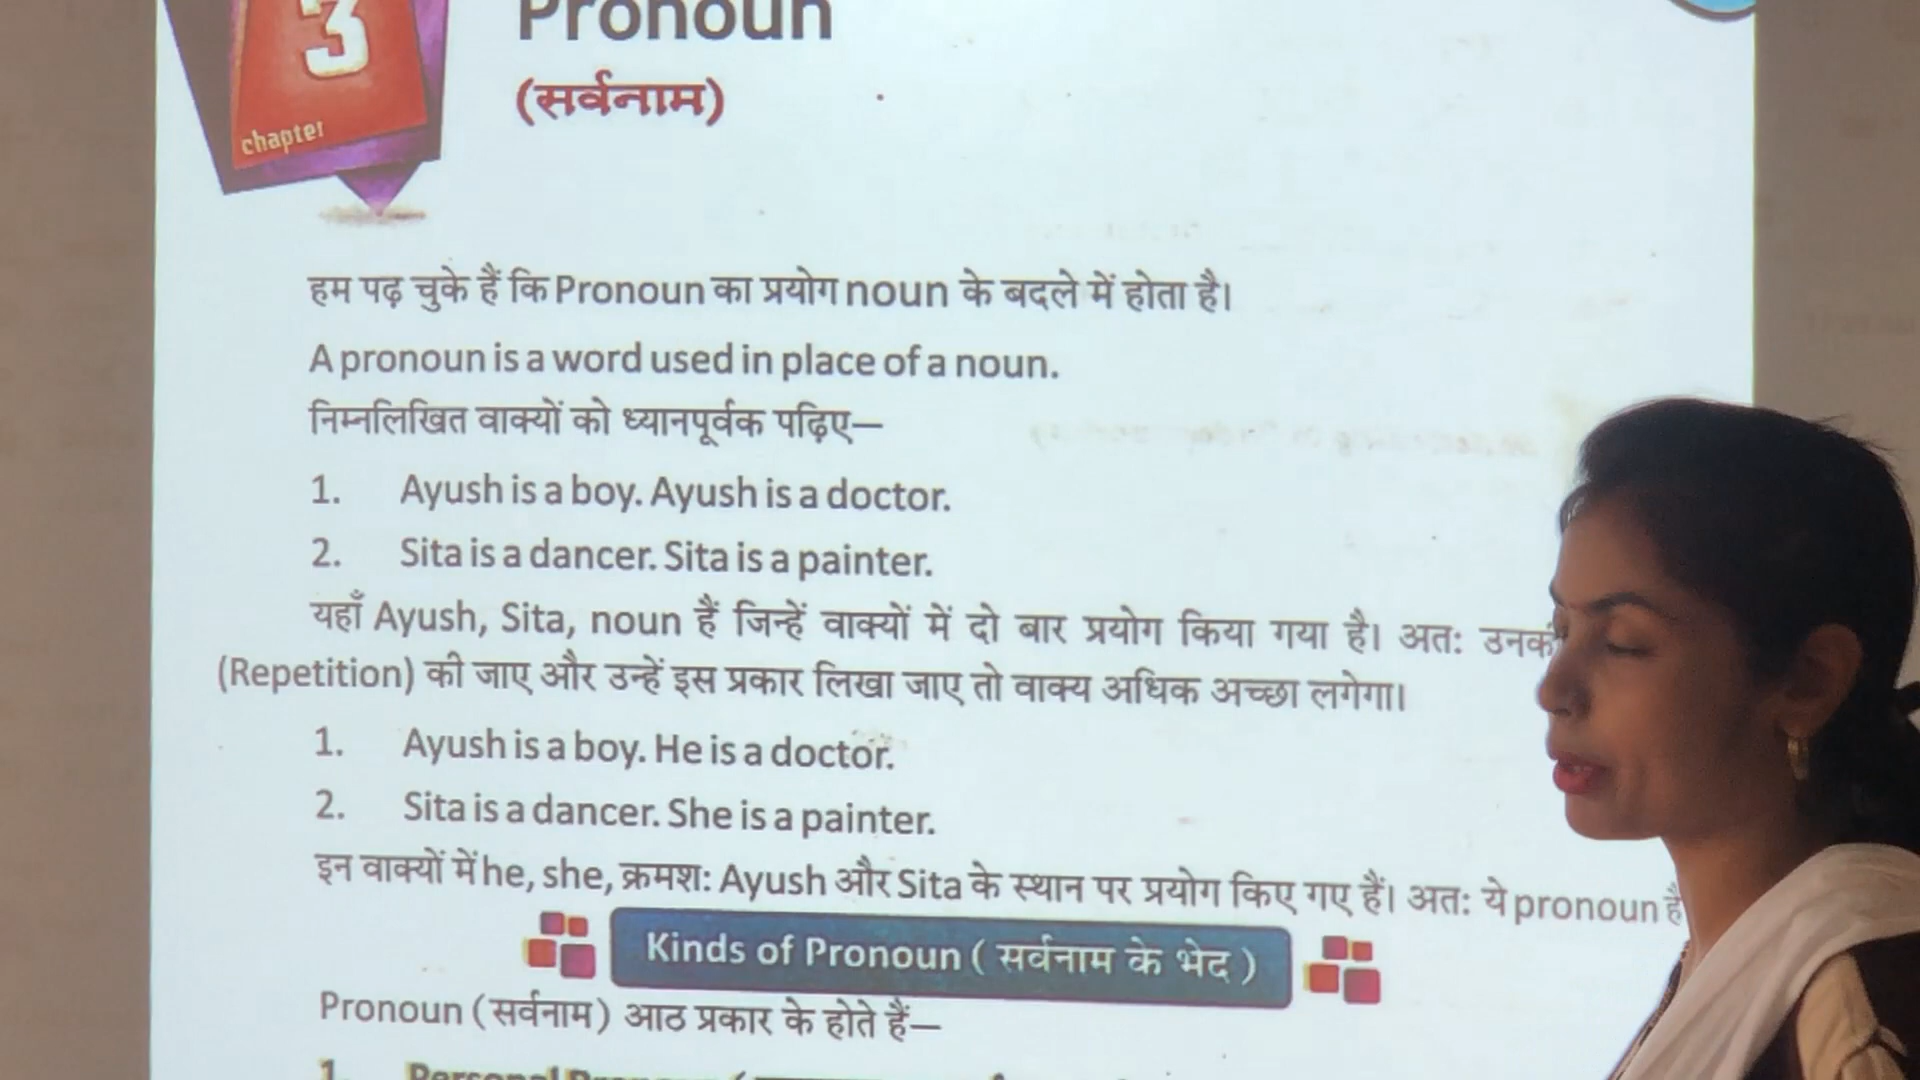 3
chapter
Pronoun
(सर्वनाम)
हम पढ़ चुके हैं कि Pronoun का प्रयोग noun के बदले में होता है।
A pronoun is a word used in place of a noun.
निम्नलिखित वाक्यों को ध्यानपूर्वक पढ़िए—
1. Ayush is a boy. Ayush is a doctor.
2. Sita is a dancer. Sita is a painter.
यहाँ Ayush, Sita, noun हैं जिन्हें वाक्यों में दो बार प्रयोग किया गया है। अत:
(Repetition) की जाए और उन्हें इस प्रकार लिखा जाए तो वाक्य अधिक अच्छा लगेगा।
1. Ayush is a boy. He is a doctor.
2. Sita is a dancer. She is a painter.
इन वाक्यों में he, she, क्रमश: Ayush और Sita के स्थान पर प्रयोग किए गए हैं। अत: ये pronoun
Kinds of Pronoun ( सर्वनाम के भेद )
Pronoun (सर्वनाम) आठ प्रकार के होते हैं—
1. Personal